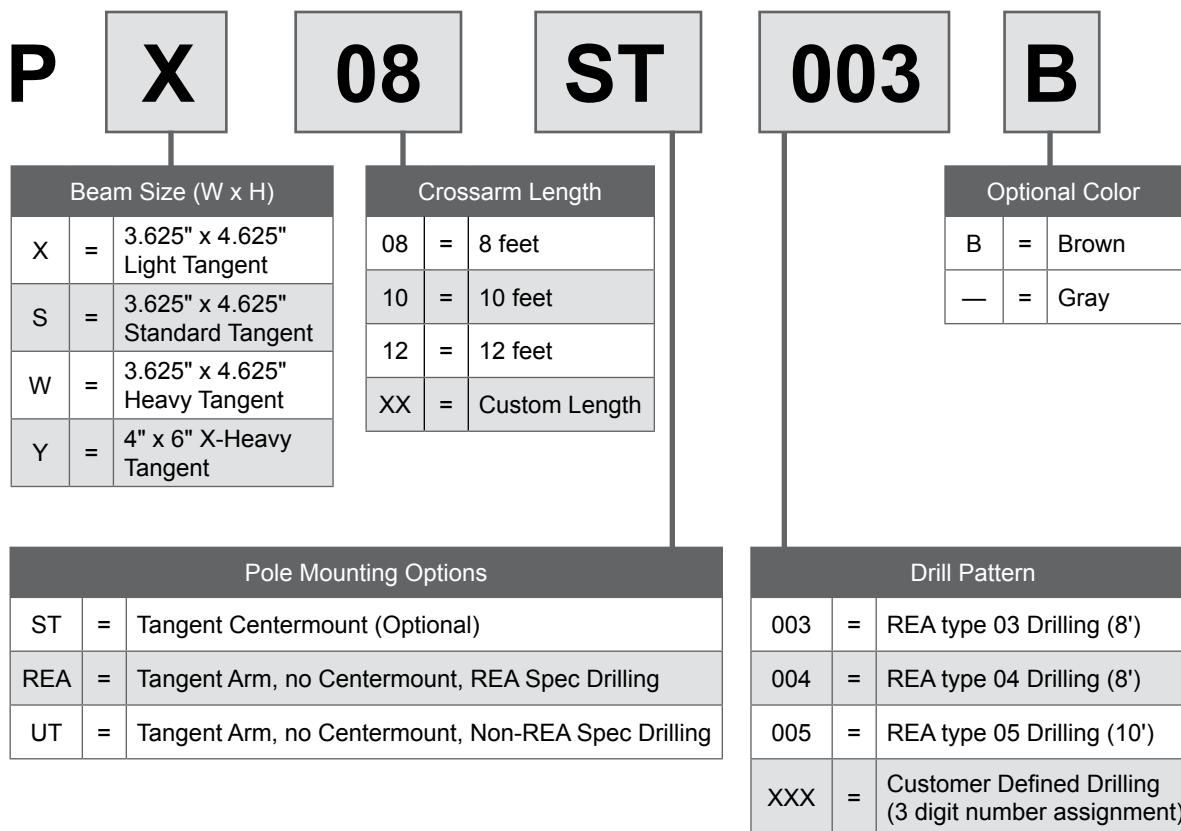 P X 08 ST 003 B
Beam Size (W x H)
X = 3.625" x 4.625"
Light Tangent
S = 3.625" x 4.625"
Standard Tangent
W = 3.625" x 4.625"
Heavy Tangent
Y = 4" x 6" X-Heavy
Tangent
Crossarm Length
08 = 8 feet
10 = 10 feet
12 = 12 feet
XX = Custom Length
Optional Color
B = Brown
— = Gray
Pole Mounting Options
ST = Tangent Centermount (Optional)
REA = Tangent Arm, no Centermount, REA Spec Drilling
UT = Tangent Arm, no Centermount, Non-REA Spec Drilling
Drill Pattern
003 = REA type 03 Drilling (8')
004 = REA type 04 Drilling (8')
005 = REA type 05 Drilling (10')
XXX = Customer Defined Drilling
(3 digit number assignment)